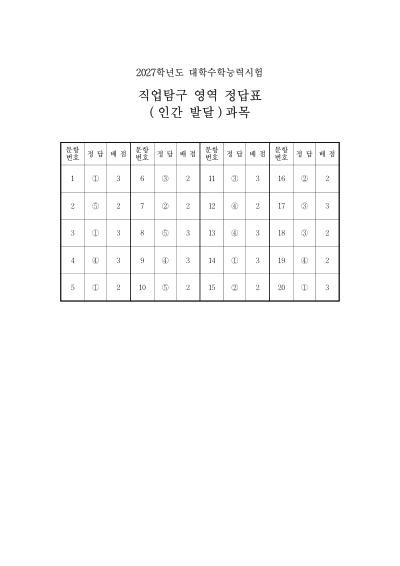 2027학년도 대학수학능력시험
직업탐구 영역 정답표
( 인간 발달 ) 과목
문항 번호 정 답 배 점 문항 번호 정 답 배 점 문항 번호 정 답 배 점 문항 번호 정 답 배 점
1 ① 3 6 ③ 2 11 ③ 3 16 ② 2
2 ⑤ 2 7 ② 2 12 ④ 2 17 ③ 3
3 ① 3 8 ⑤ 3 13 ④ 3 18 ③ 2
4 ④ 3 9 ④ 3 14 ① 3 19 ④ 2
5 ① 2 10 ⑤ 2 15 ② 2 20 ① 3